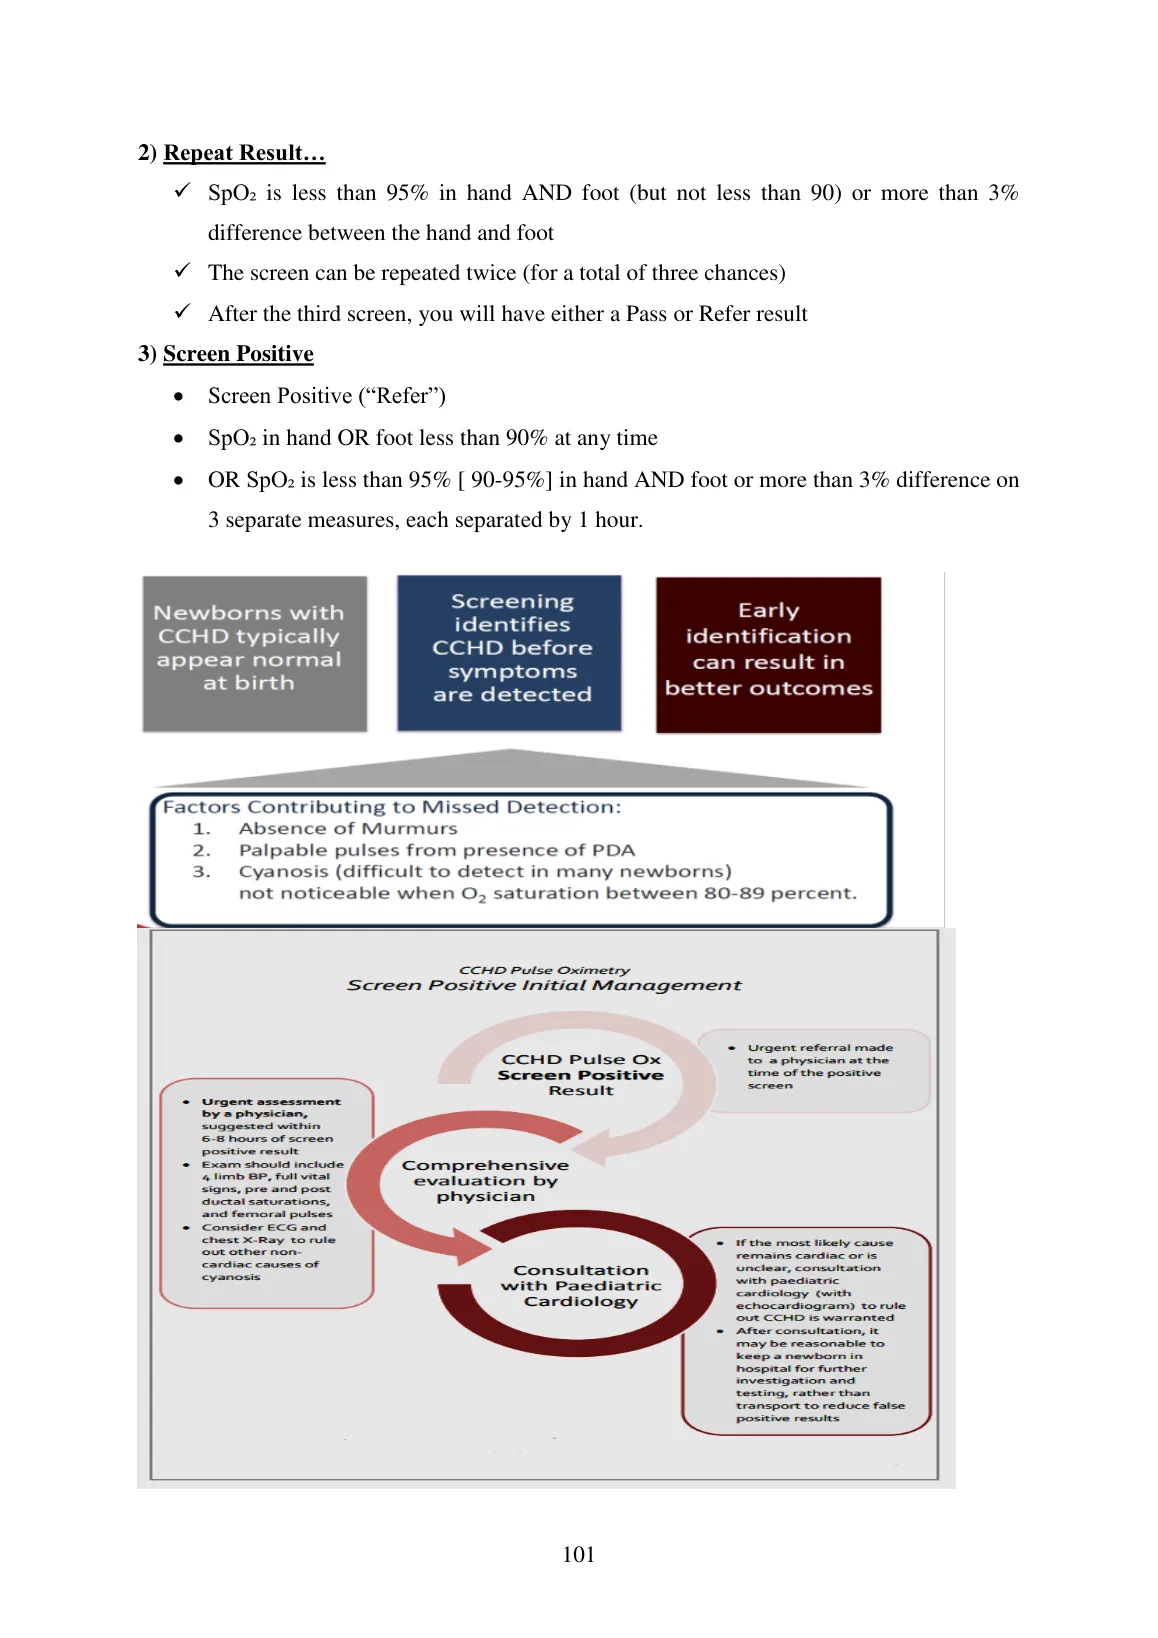 2) Repeat Result…
✓ SpO₂ is less than 95% in hand AND foot (but not less than 90) or more than 3%
difference between the hand and foot
✓ The screen can be repeated twice (for a total of three chances)
✓ After the third screen, you will have either a Pass or Refer result
3) Screen Positive
• Screen Positive (“Refer”)
• SpO₂ in hand OR foot less than 90% at any time
• OR SpO₂ is less than 95% [ 90-95%] in hand AND foot or more than 3% difference on
3 separate measures, each separated by 1 hour.
Newborns with
CCHD typically
appear normal
at birth
Screening
identifies
CCHD before
symptoms
are detected
Early
identification
can result in
better outcomes
Factors Contributing to Missed Detection:
1. Absence of Murmurs
2. Palpable pulses from presence of PDA
3. Cyanosis (difficult to detect in many newborns)
not noticeable when O₂ saturation between 80-89 percent.
CCHD Pulse Oximetry
Screen Positive Initial Management
CCHD Pulse Ox
Screen Positive
Result
• Urgent referral made
to a physician at the
time of the positive
screen
• Urgent assessment
by a physician,
suggested within
6-8 hours of screen
positive result
• Exam should include
4 limb BP, full vital
signs, pre and post
ductal saturations,
and femoral pulses
• Consider ECG and
chest X-Ray to rule
out other non-
cardiac causes of
cyanosis
Comprehensive
evaluation by
physician
Consultation
with Paediatric
Cardiology
• If the most likely cause
remains cardiac or is
unclear, consultation
with paediatric
cardiology (with
echocardiogram) to rule
out CCHD is warranted
• After consultation, it
may be reasonable to
keep a newborn in
hospital for further
investigation and
testing, rather than
transport to reduce false
positive results
101